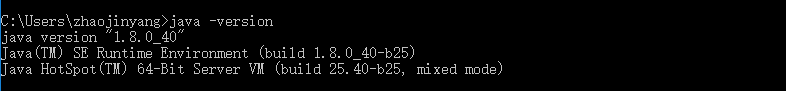 C:\Users\zhaojinyang>java -version
java version "1.8.0_40"
Java(TM) SE Runtime Environment (build 1.8.0_40-b25)
Java HotSpot(TM) 64-Bit Server VM (build 25.40-b25, mixed mode)